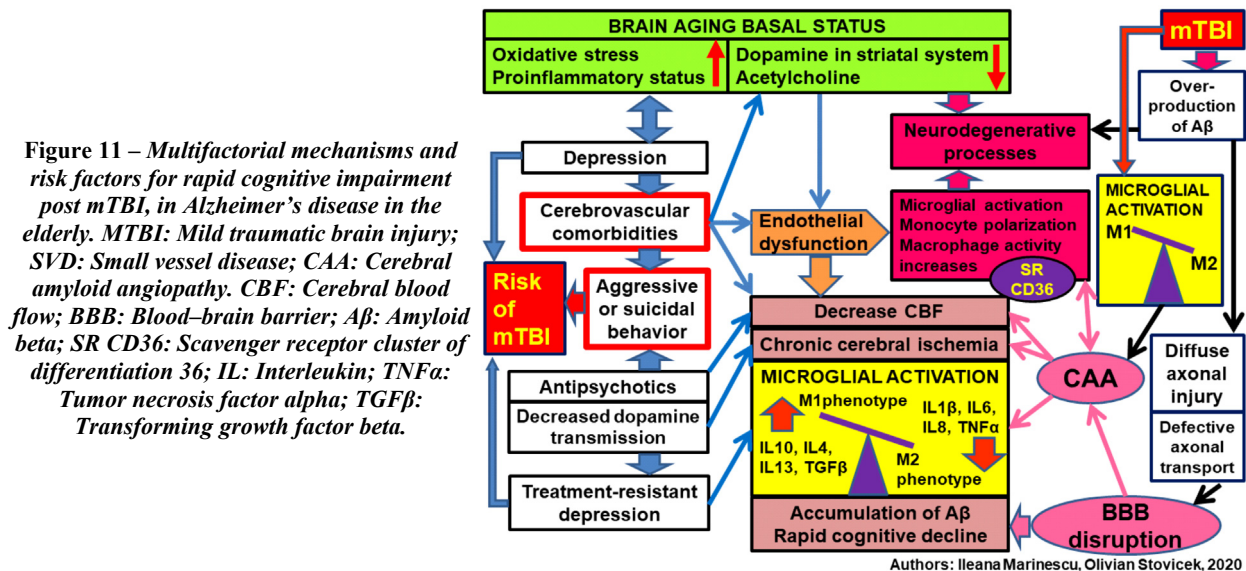 Figure 11 – Multifactorial mechanisms and
risk factors for rapid cognitive impairment
post mTBI, in Alzheimer's disease in the
elderly. MTBI: Mild traumatic brain injury;
SVD: Small vessel disease; CAA: Cerebral
amyloid angiopathy. CBF: Cerebral blood
flow; BBB: Blood–brain barrier; Aβ: Amyloid
beta; SR CD36: Scavenger receptor cluster of
differentiation 36; IL: Interleukin; TNFα:
Tumor necrosis factor alpha; TGFβ:
Transforming growth factor beta.
BRAIN AGING BASAL STATUS
Oxidative stress
Proinflammatory status
Dopamine in striatal system
Acetylcholine
mTBI
Over-
production
of Aβ
Depression
Cerebrovascular
comorbidities
Risk
of
mTBI
Aggressive
or suicidal
behavior
Antipsychotics
Decreased dopamine
transmission
Treatment-resistant
depression
Endothelial
dysfunction
Neurodegenerative
processes
Microglial activation
Monocyte polarization
Macrophage activity
increases
SR
CD36
MICROGLIAL
ACTIVATION
M1
M2
Decrease CBF
Chronic cerebral ischemia
MICROGLIAL ACTIVATION
M1phenotype
IL1β, IL6,
IL8, TNFα
IL10, IL4,
IL13, TGFβ
M2
phenotype
Accumulation of Aβ
Rapid cognitive decline
CAA
Diffuse
axonal
injury
Defective
axonal
transport
BBB
disruption
Authors: Ileana Marinescu, Olivian Stovicek, 2020